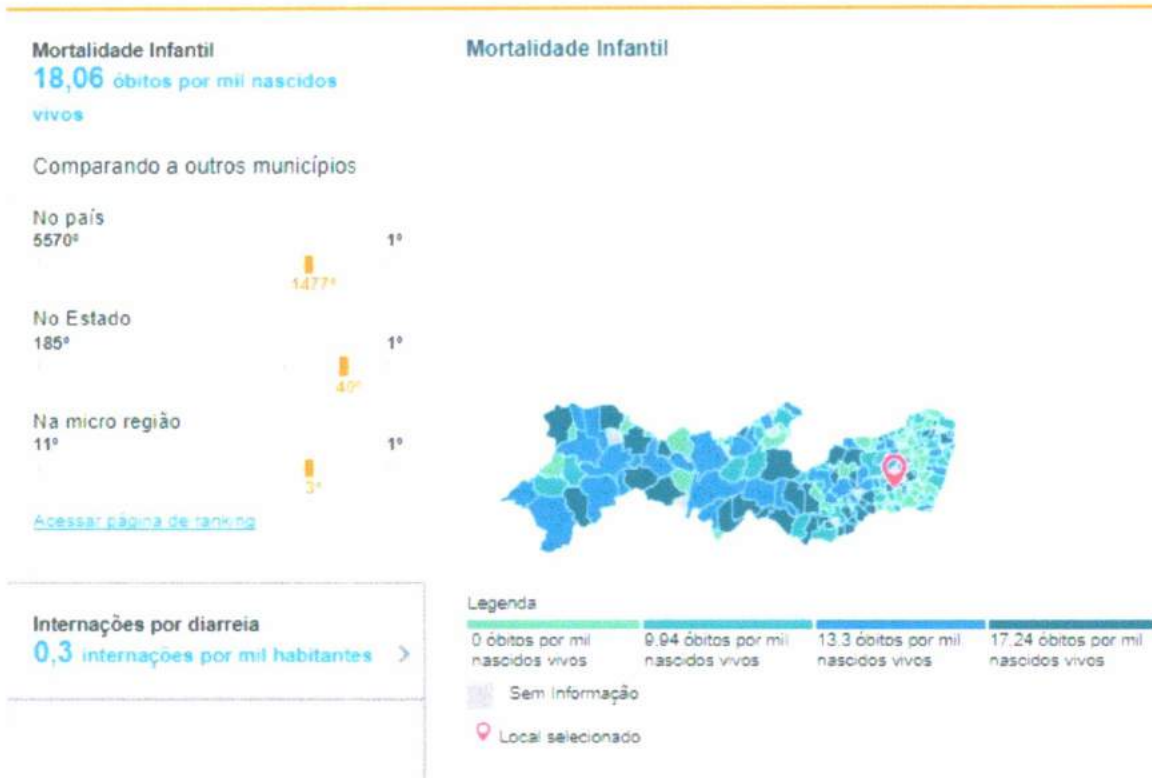 Mortalidade Infantil
18,06 óbitos por mil nascidos
vivos
Comparando a outros municípios
No país
5570º
1º
1477º
No Estado
185º
1º
40º
Na micro região
11º
1º
3º
Acessar página de ranking
Internações por diarreia
0,3 internações por mil habitantes >
Mortalidade Infantil
Legenda
0 óbitos por mil
nascidos vivos
9.94 óbitos por mil
nascidos vivos
13.3 óbitos por mil
nascidos vivos
17.24 óbitos por mil
nascidos vivos
Sem Informação
Local selecionado